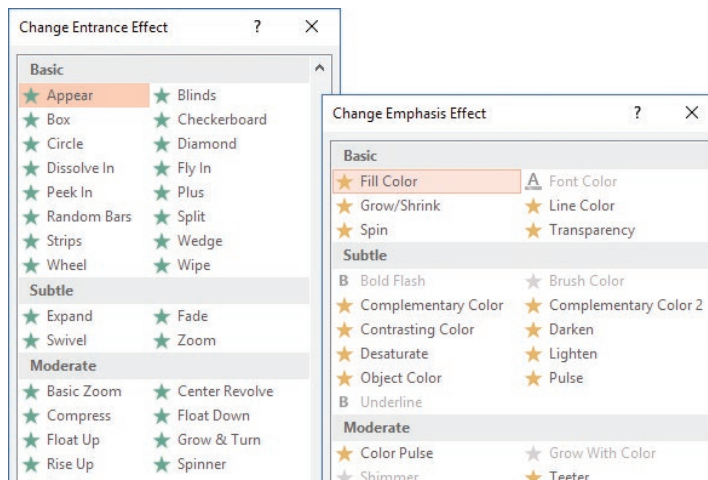 Change Entrance Effect ? ×
Basic
Appear Blinds
Box Checkerboard
Circle Diamond
Dissolve In Fly In
Peek In Plus
Random Bars Split
Strips Wedge
Wheel Wipe
Subtle
Expand Fade
Swivel Zoom
Moderate
Basic Zoom Center Revolve
Compress Float Down
Float Up Grow & Turn
Rise Up Spinner
Change Emphasis Effect ? ×
Basic
Fill Color A Font Color
Grow/Shrink Line Color
Spin Transparency
Subtle
B Bold Flash Brush Color
Complementary Color Complementary Color 2
Contrasting Color Darken
Desaturate Lighten
Object Color Pulse
B Underline
Moderate
Color Pulse Grow With Color
Shimmer Teeter